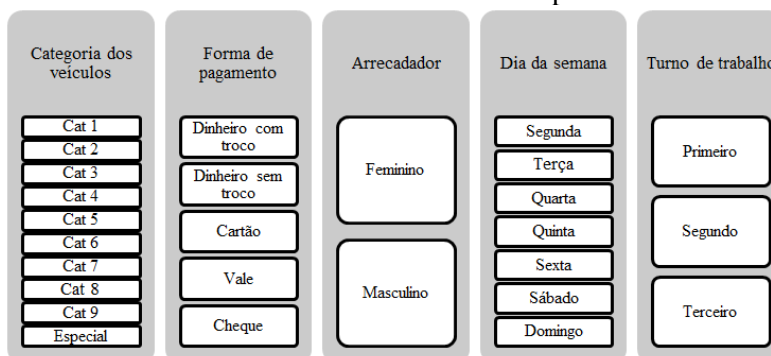 Categoria dos
veículos
Cat 1
Cat 2
Cat 3
Cat 4
Cat 5
Cat 6
Cat 7
Cat 8
Cat 9
Especial
Forma de
pagamento
Dinheiro com
troco
Dinheiro sem
troco
Cartão
Vale
Cheque
Arrecadador
Feminino
Masculino
Dia da semana
Segunda
Terça
Quarta
Quinta
Sexta
Sábado
Domingo
Turno de trabalho
Primeiro
Segundo
Terceiro